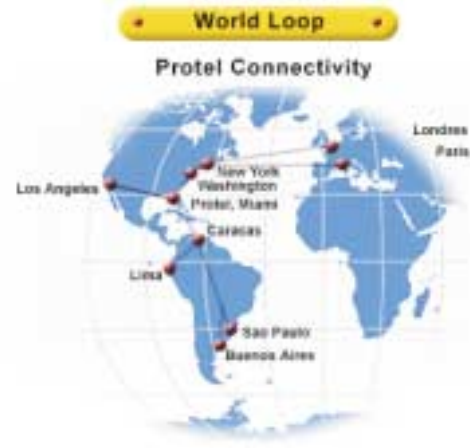 World Loop
Protel Connectivity
Londres
Paris
New York
Washington
Los Angeles
Protel, Miami
Caracas
Lima
Sao Paulo
Buenos Aires